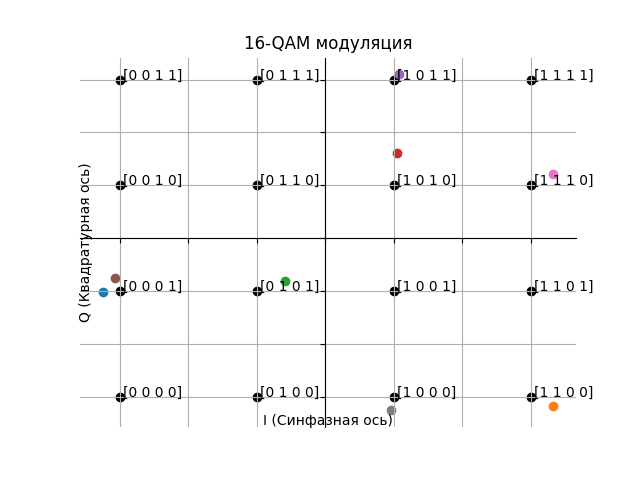 16-QAM модуляция
[0 0 1 1] [0 1 1 1] [1 0 1 1] [1 1 1 1]
[0 0 1 0] [0 1 1 0] [1 0 1 0] [1 1 1 0]
Q (Квадратурная ось)
[0 0 0 1] [0 1 0 1] [1 0 0 1] [1 1 0 1]
[0 0 0 0] [0 1 0 0] [1 0 0 0] [1 1 0 0]
I (Синфазная ось)